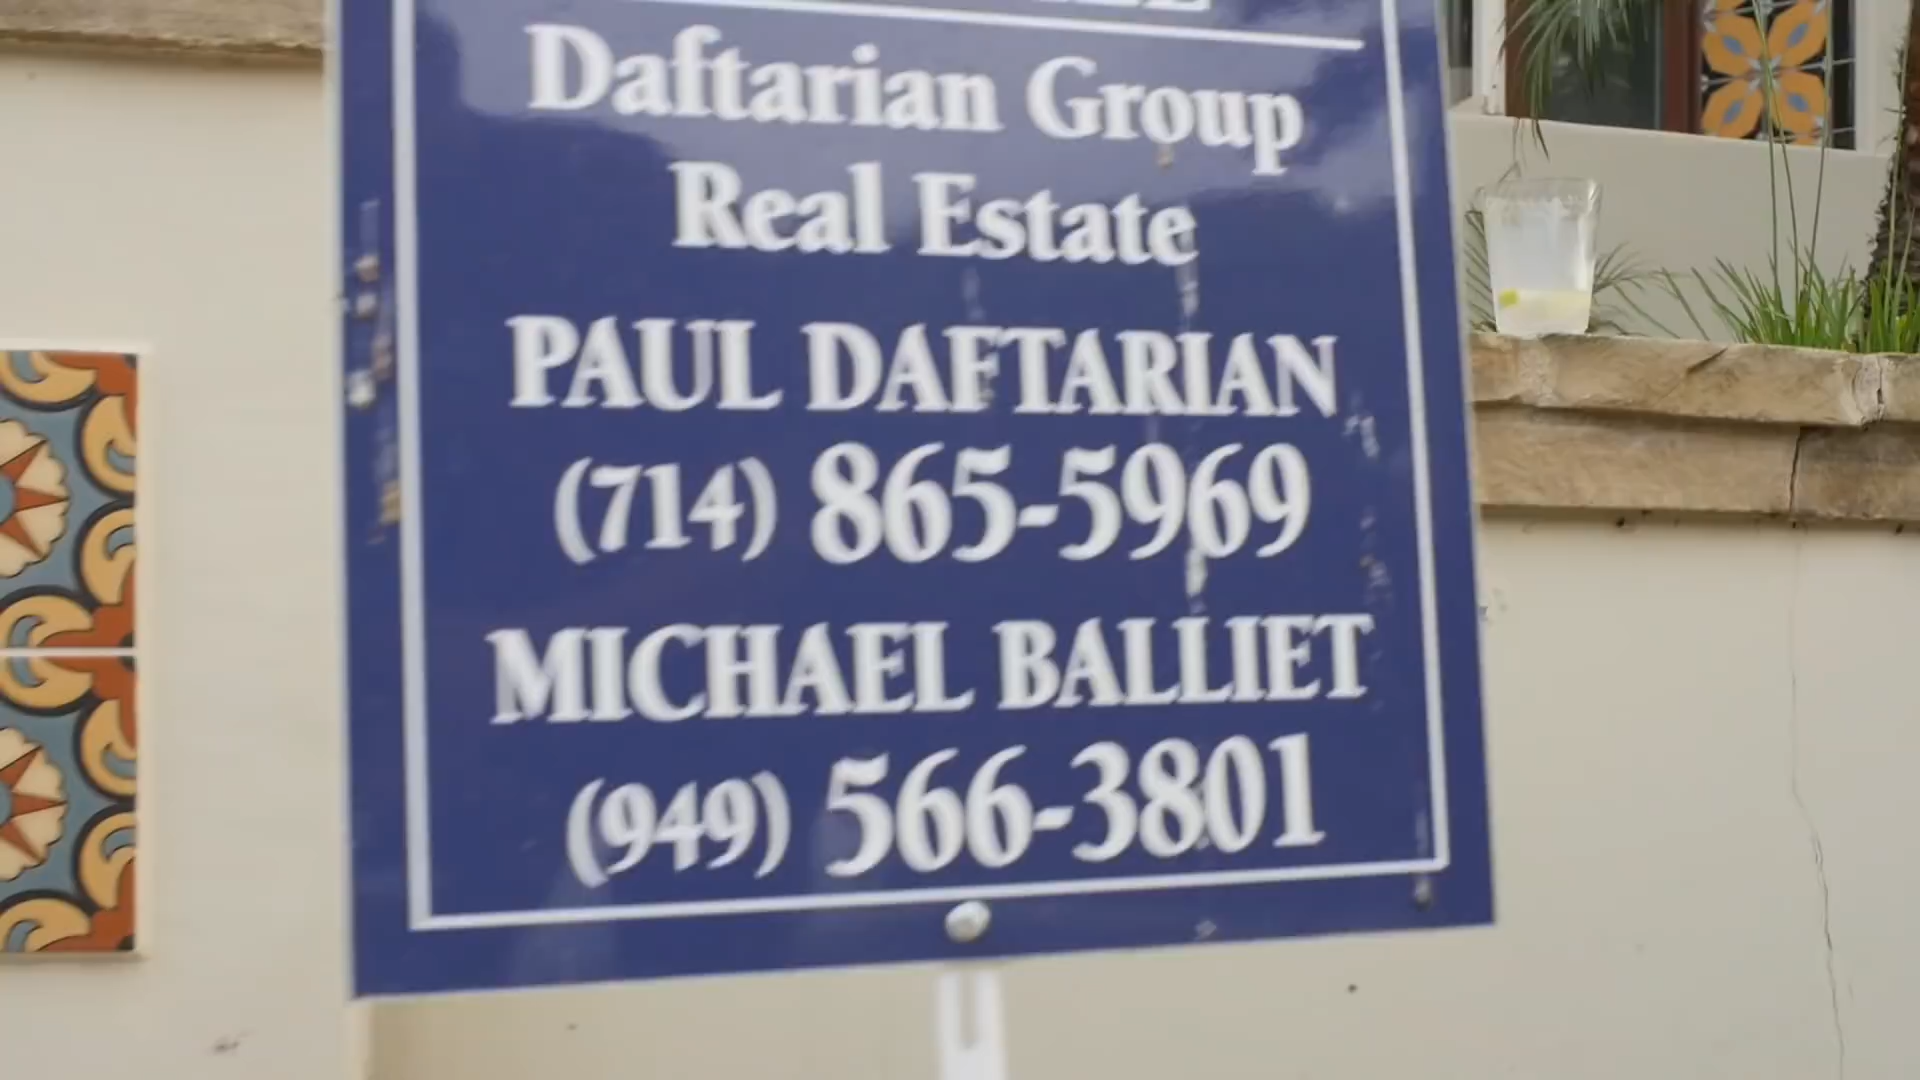 Daftarian Group
Real Estate
PAUL DAFTARIAN
(714) 865-5969
MICHAEL BALLIET
(949) 566-3801